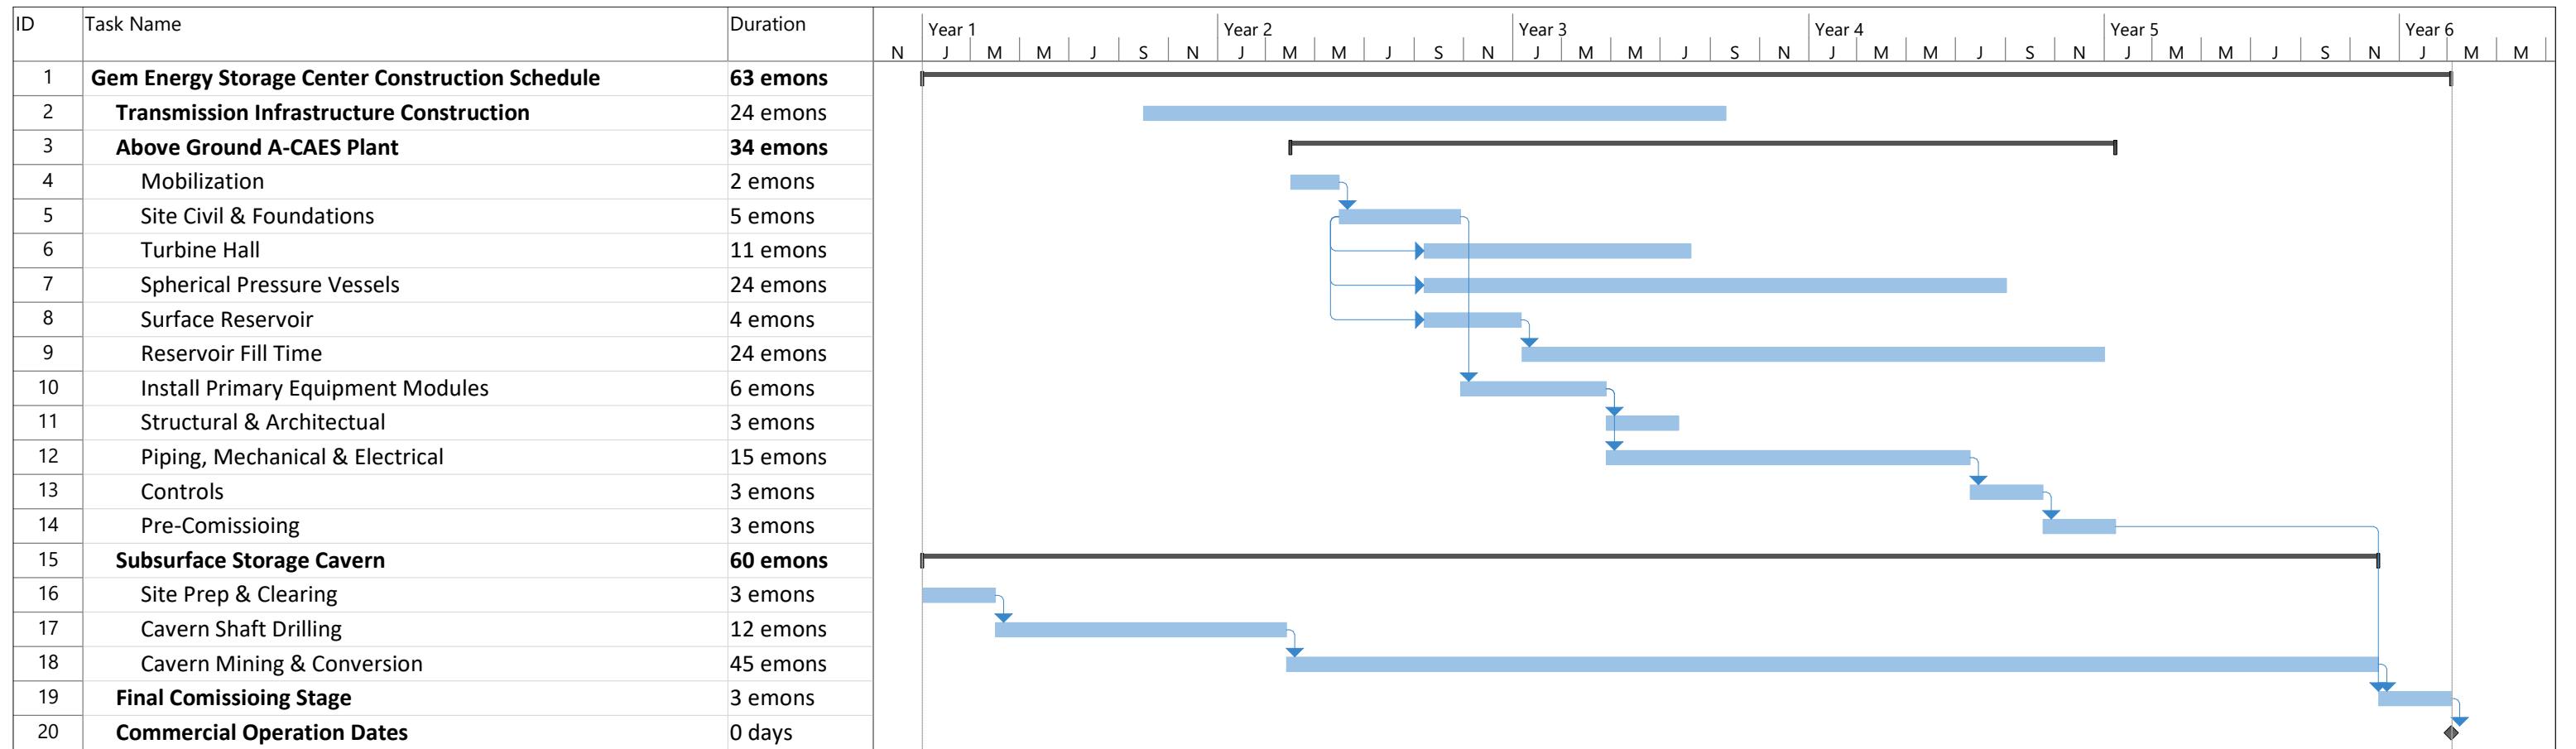 ID Task Name Duration Year 1 Year 2 Year 3 Year 4 Year 5 Year 6
N J M M J S N J M M J S N J M M J S N J M M J S N J M M J S N J M M
1 Gem Energy Storage Center Construction Schedule 63 emons
2 Transmission Infrastructure Construction 24 emons
3 Above Ground A-CAES Plant 34 emons
4 Mobilization 2 emons
5 Site Civil & Foundations 5 emons
6 Turbine Hall 11 emons
7 Spherical Pressure Vessels 24 emons
8 Surface Reservoir 4 emons
9 Reservoir Fill Time 24 emons
10 Install Primary Equipment Modules 6 emons
11 Structural & Architectual 3 emons
12 Piping, Mechanical & Electrical 15 emons
13 Controls 3 emons
14 Pre-Comissioing 3 emons
15 Subsurface Storage Cavern 60 emons
16 Site Prep & Clearing 3 emons
17 Cavern Shaft Drilling 12 emons
18 Cavern Mining & Conversion 45 emons
19 Final Comissioing Stage 3 emons
20 Commercial Operation Dates 0 days